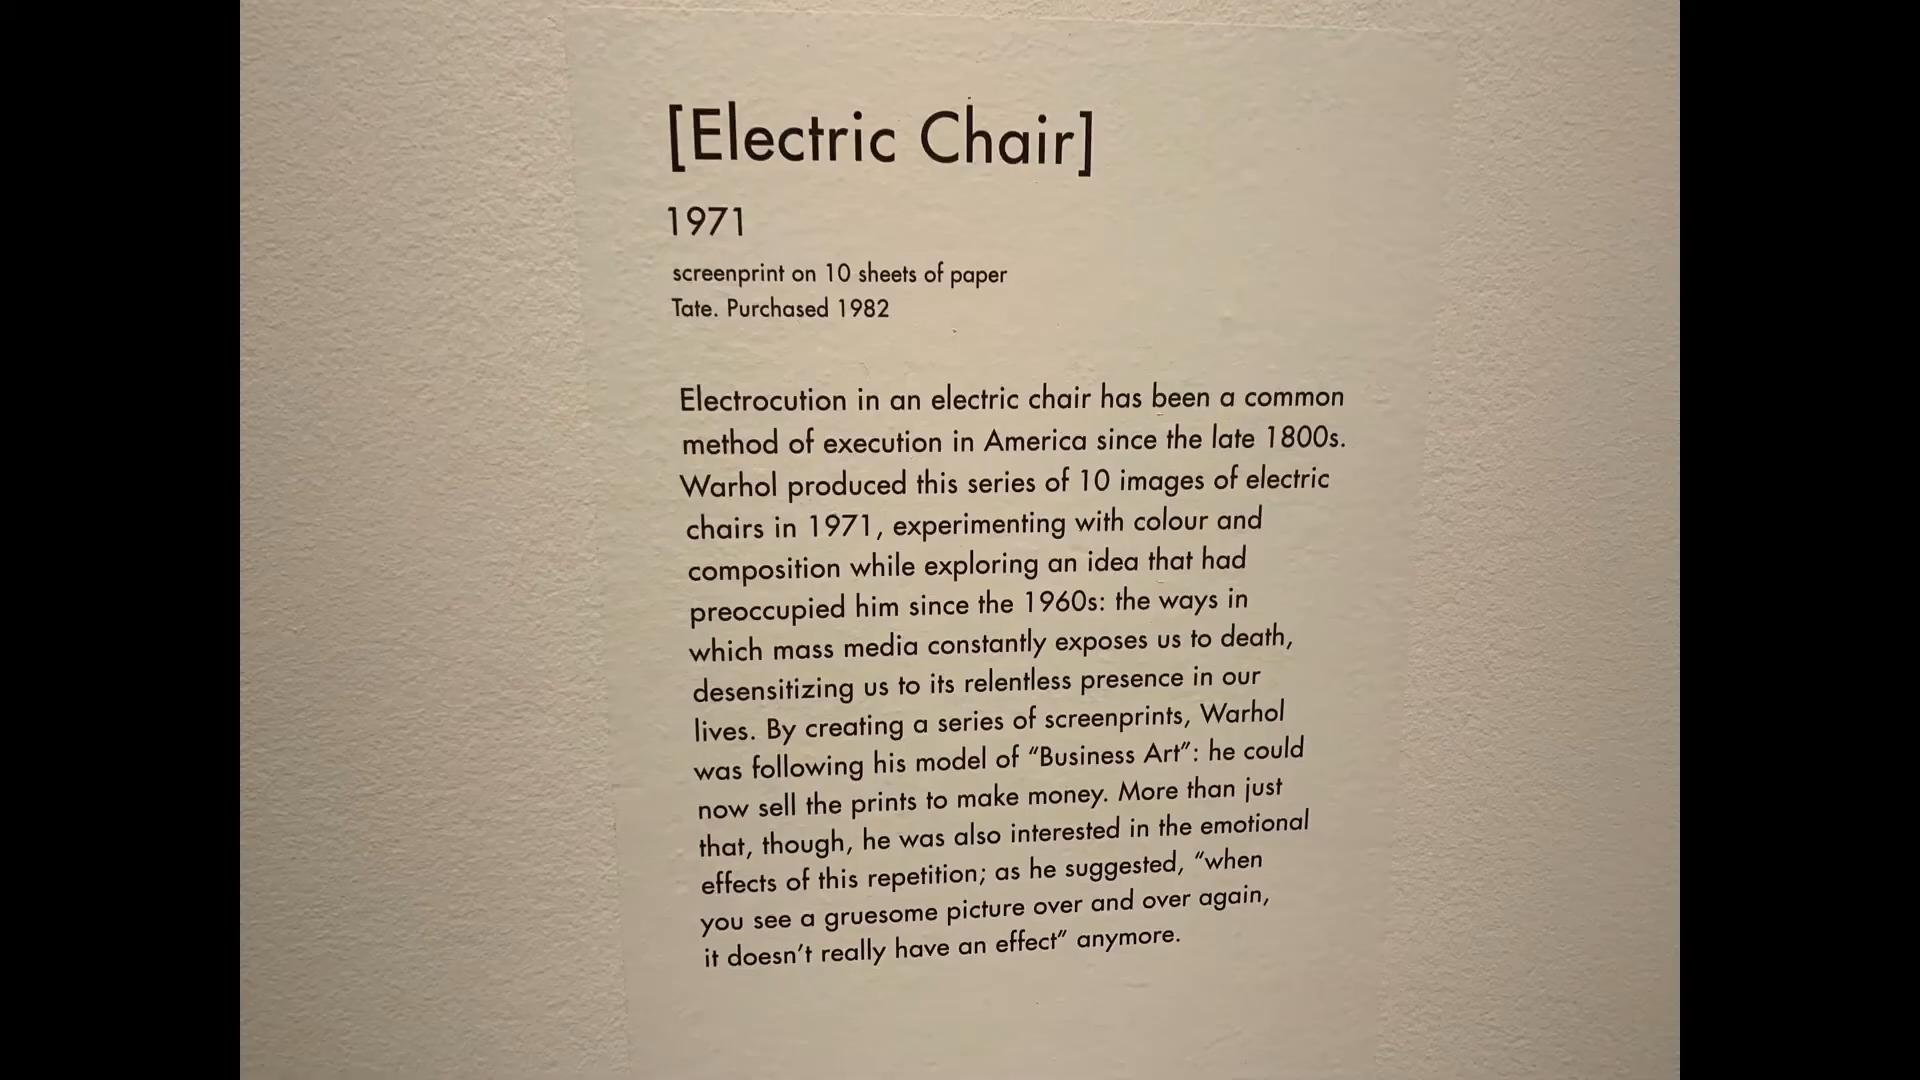 [Electric Chair]
1971
screenprint on 10 sheets of paper
Tate. Purchased 1982
Electrocution in an electric chair has been a common
method of execution in America since the late 1800s.
Warhol produced this series of 10 images of electric
chairs in 1971, experimenting with colour and
composition while exploring an idea that had
preoccupied him since the 1960s: the ways in
which mass media constantly exposes us to death,
desensitizing us to its relentless presence in our
lives. By creating a series of screenprints, Warhol
was following his model of “Business Art”: he could
now sell the prints to make money. More than just
that, though, he was also interested in the emotional
effects of this repetition; as he suggested, “when
you see a gruesome picture over and over again,
it doesn’t really have an effect” anymore.